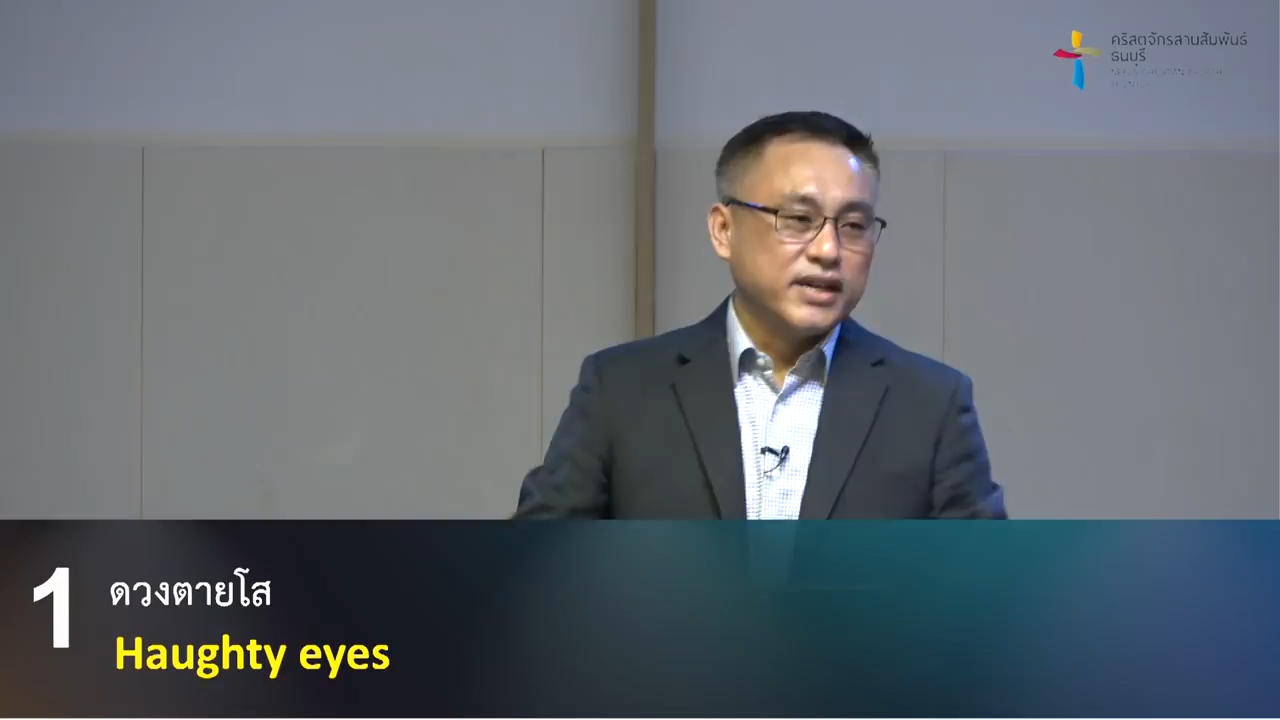 คริสตจักรสานสัมพันธ์
ธนบุรี
1
ดวงตายโส
Haughty eyes